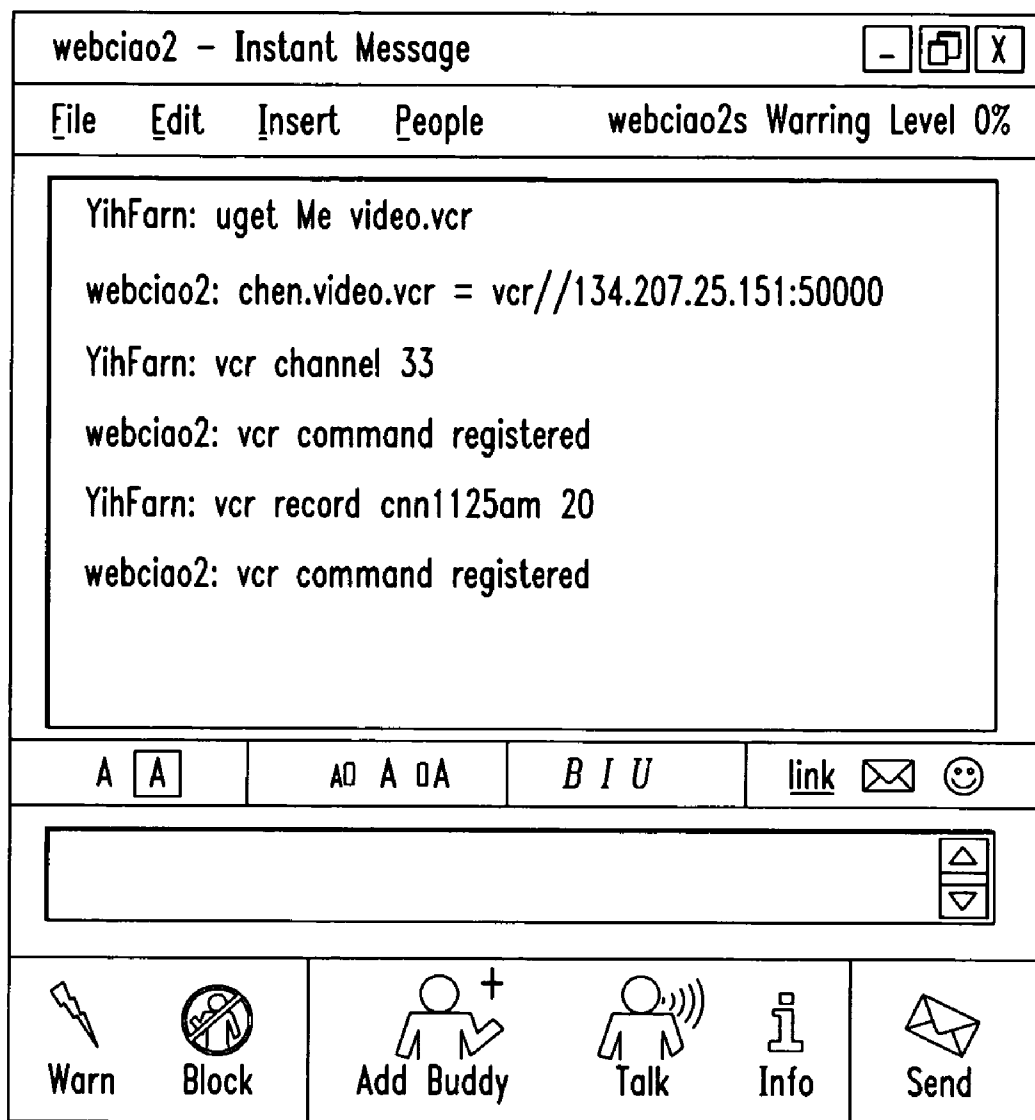 webciao2 - Instant Message _ X
File Edit Insert People webciao2s Warring Level 0%
YihFarn: uget Me video.vcr
webciao2: chen.video.vcr = vcr//134.207.25.151:50000
YihFarn: vcr channel 33
webciao2: vcr command registered
YihFarn: vcr record cnn1125am 20
webciao2: vcr command registered
A A A▯ A ▯A B I U link
Warn Block Add Buddy Talk Info Send